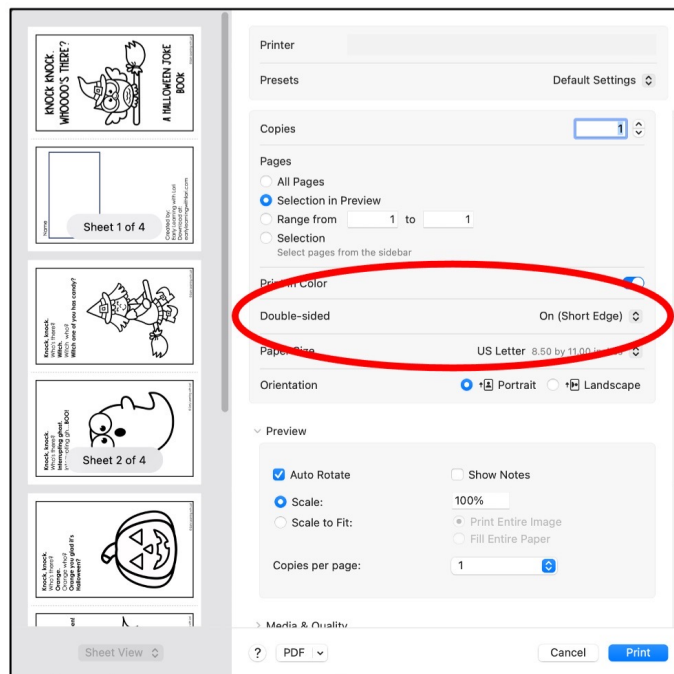 KNOCK KNOCK.
WHOOOO'S THERE?
A HALLOWEEN JOKE
BOOK
Name
Created by:
Early Learning with Lori
Download at:
earlylearningwithlori.com
Sheet 1 of 4
Knock, knock.
Who's there?
Witch.
Witch who?
Which one of you has candy?
Knock, knock.
Who's there?
Interrupting ghost.
BOO!
Sheet 2 of 4
Knock, knock.
Who's there?
Orange.
Orange who?
Orange you glad it's
Halloween?
Sheet View
Printer
Presets
Default Settings
Copies
1
Pages
All Pages
Selection in Preview
Range from 1 to 1
Selection
Select pages from the sidebar
Print in Color
Double-sided
On (Short Edge)
Paper Size
US Letter 8.50 by 11.00
Orientation
Portrait
Landscape
Preview
Auto Rotate
Show Notes
Scale:
100%
Scale to Fit:
Print Entire Image
Fill Entire Paper
Copies per page:
1
Media & Quality
?
PDF
Cancel
Print